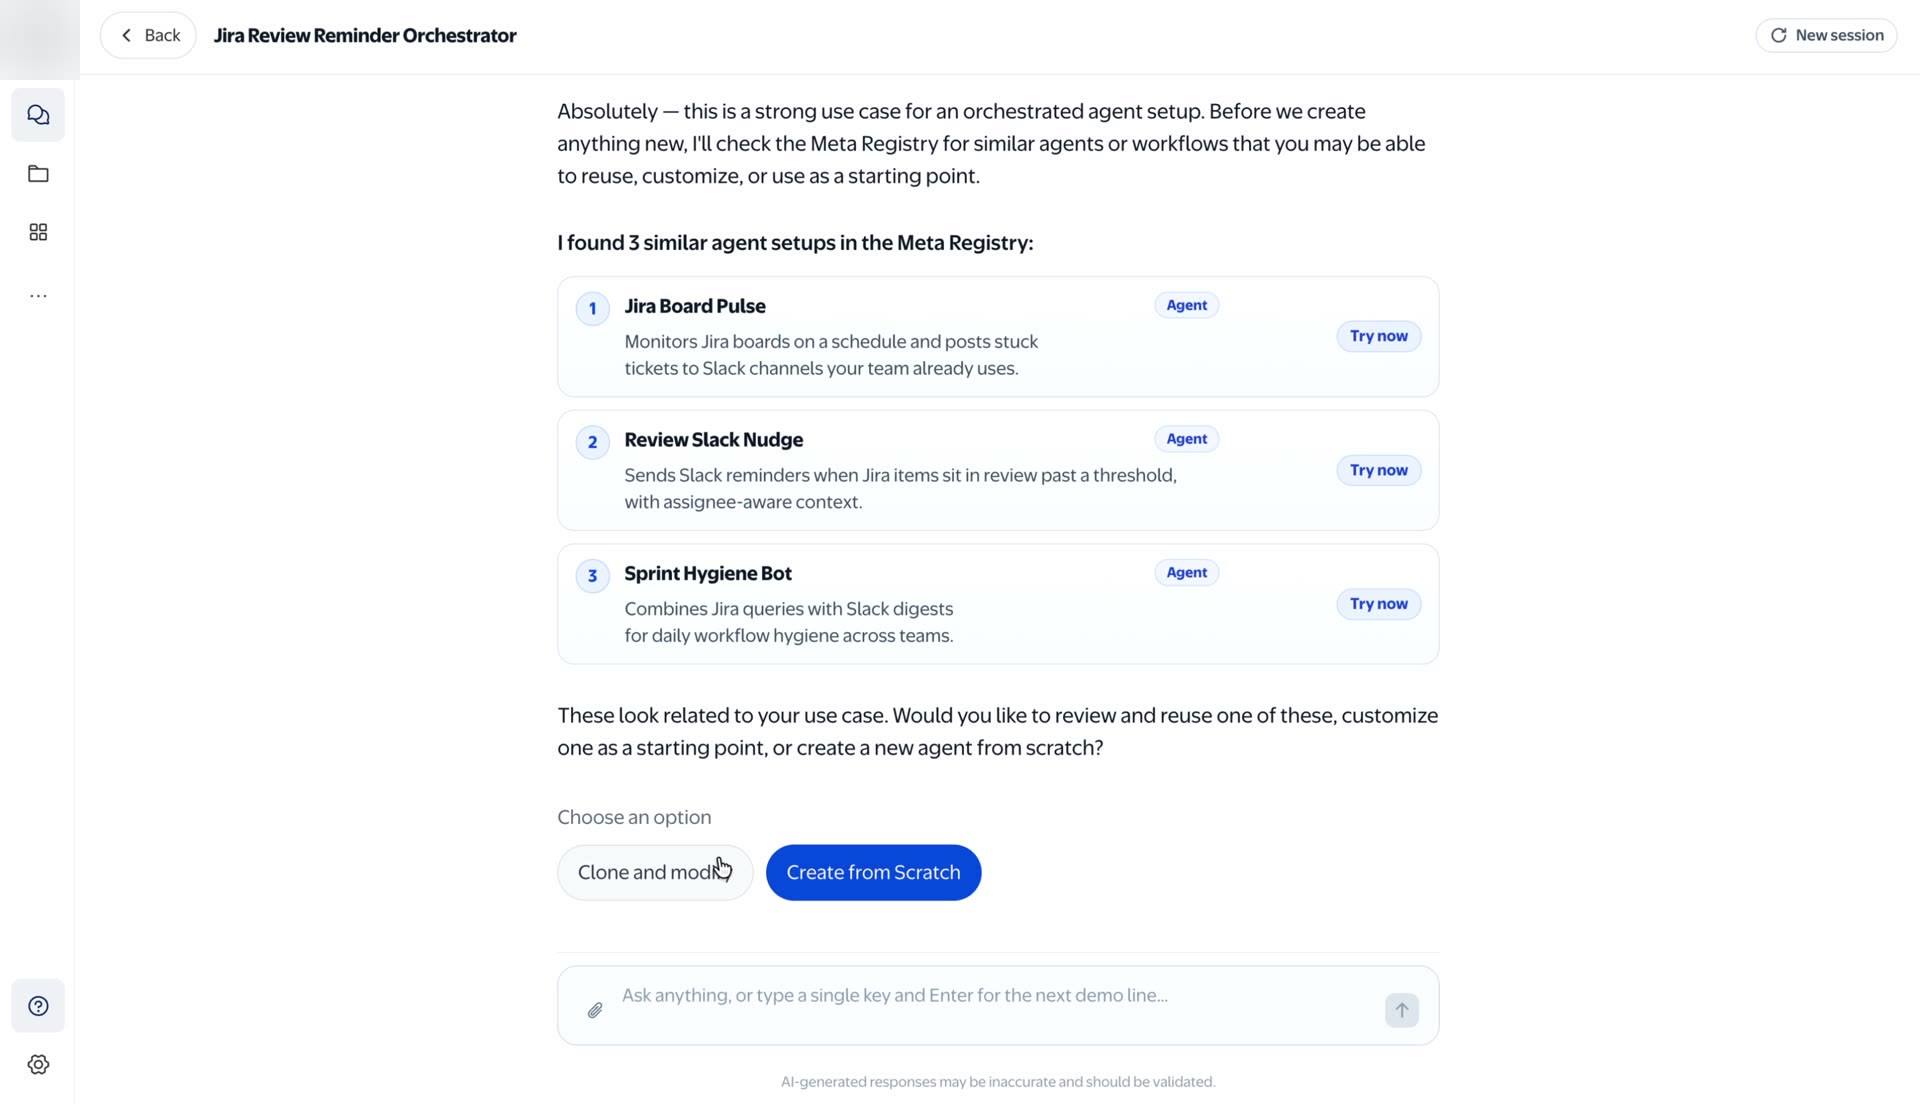 Back
Jira Review Reminder Orchestrator
New session
Absolutely — this is a strong use case for an orchestrated agent setup. Before we create
anything new, I'll check the Meta Registry for similar agents or workflows that you may be able
to reuse, customize, or use as a starting point.
I found 3 similar agent setups in the Meta Registry:
1
Jira Board Pulse
Agent
Monitors Jira boards on a schedule and posts stuck
tickets to Slack channels your team already uses.
Try now
2
Review Slack Nudge
Agent
Sends Slack reminders when Jira items sit in review past a threshold,
with assignee-aware context.
Try now
3
Sprint Hygiene Bot
Agent
Combines Jira queries with Slack digests
for daily workflow hygiene across teams.
Try now
These look related to your use case. Would you like to review and reuse one of these, customize
one as a starting point, or create a new agent from scratch?
Choose an option
Clone and modify
Create from Scratch
Ask anything, or type a single key and Enter for the next demo line...
AI-generated responses may be inaccurate and should be validated.